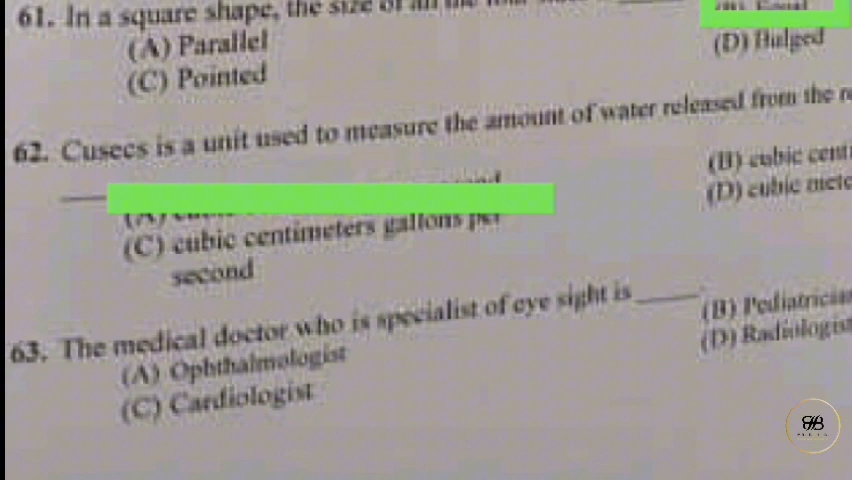 61. In a square shape, the size of all the
(A) Parallel
(B) Equal
(C) Pointed
(D) Bulged
62. Cusecs is a unit used to measure the amount of water released from the
(A)
(B) cubic
(C) cubic centimeters gallons per
second
(D) cubic
63. The medical doctor who is specialist of eye sight is ______.
(A) Ophthalmologist
(B) Pediatrician
(C) Cardiologist
(D) Radiologist